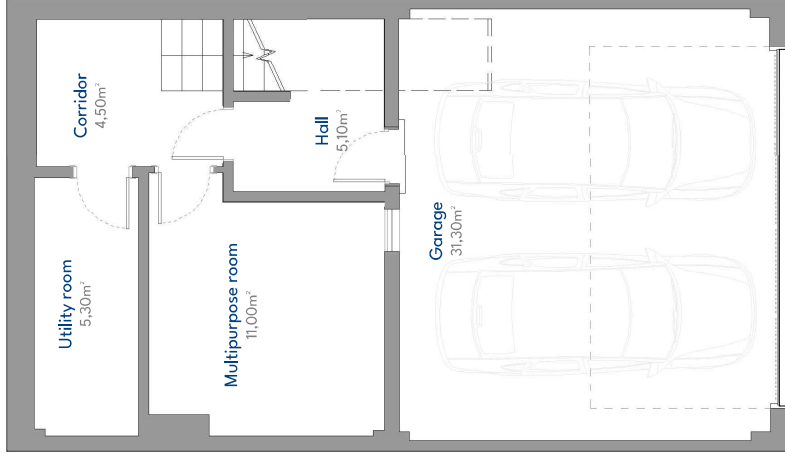 Corridor
4,50m²
Hall
5,10m²
Garage
31,30m²
Utility room
5,30m²
Multipurpose room
11,00m²